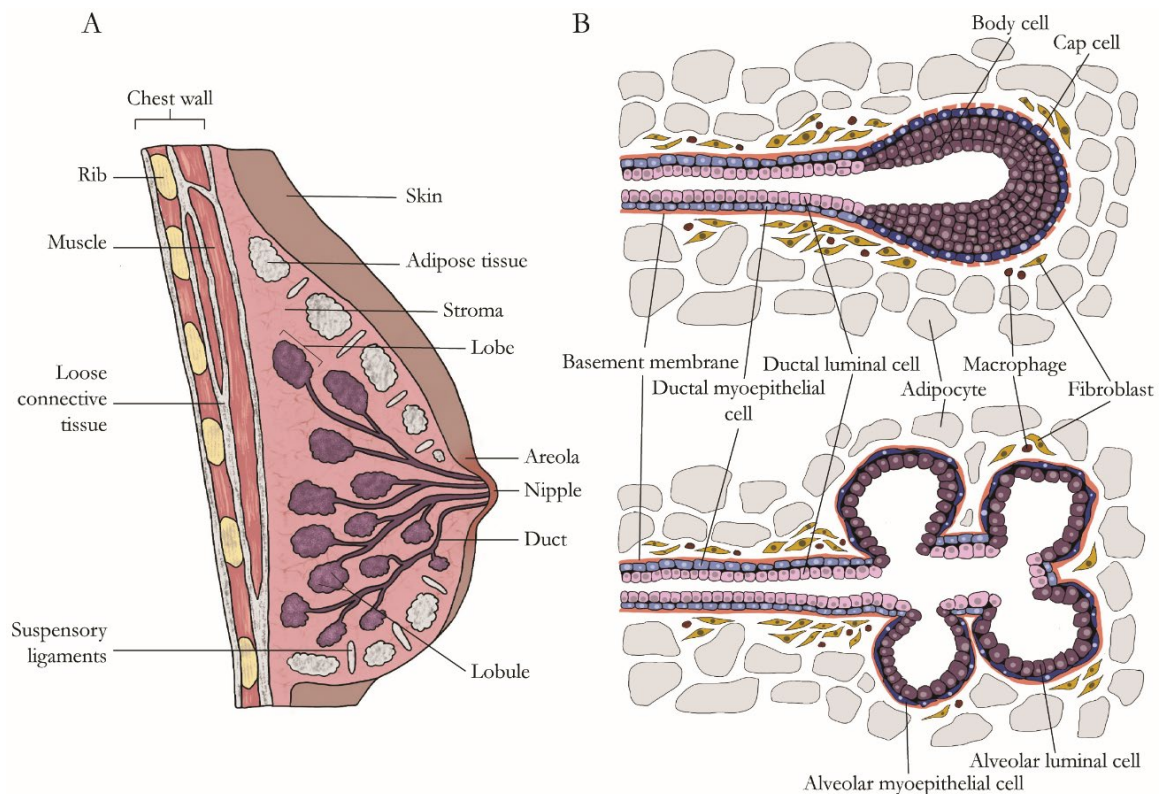 A
Chest wall
Rib
Muscle
Loose
connective
tissue
Suspensory
ligaments
Skin
Adipose tissue
Stroma
Lobe
Areola
Nipple
Duct
Lobule
B
Body cell
Cap cell
Basement membrane
Ductal myoepithelial
cell
Ductal luminal cell
Adipocyte
Macrophage
Fibroblast
Alveolar luminal cell
Alveolar myoepithelial cell